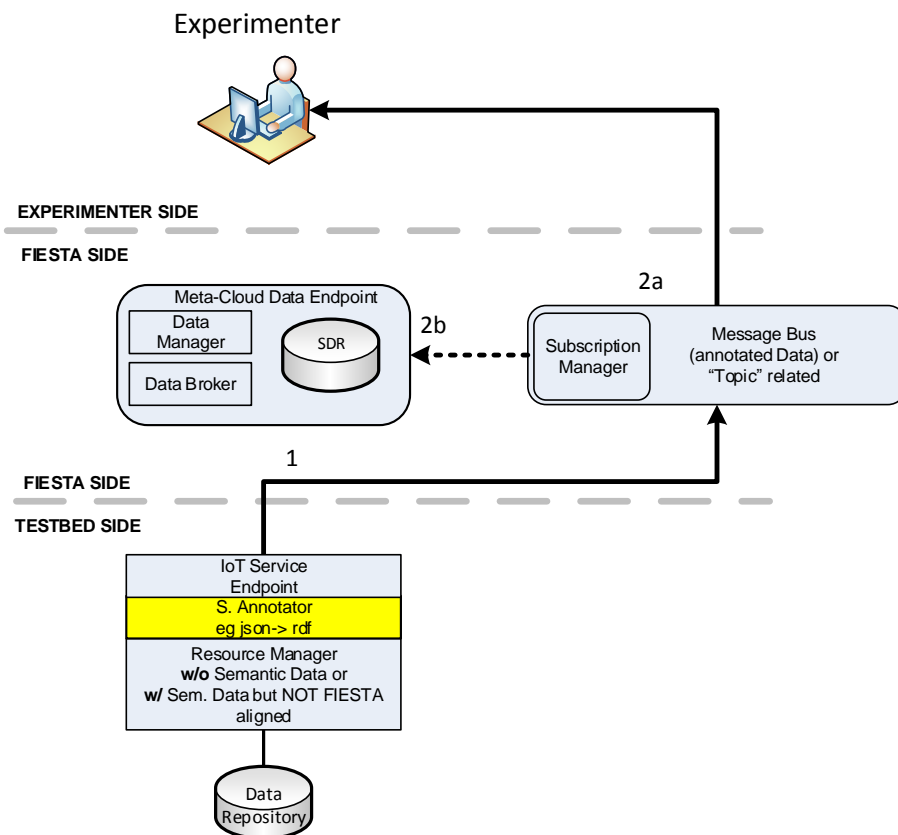 Experimenter
EXPERIMENTER SIDE
FIESTA SIDE
2a
Meta-Cloud Data Endpoint
Data
Manager
Data Broker
SDR
2b
Subscription
Manager
Message Bus
(annotated Data) or
“Topic” related
1
FIESTA SIDE
TESTBED SIDE
IoT Service
Endpoint
S. Annotator
eg json-> rdf
Resource Manager
w/o Semantic Data or
w/ Sem. Data but NOT FIESTA
aligned
Data
Repository